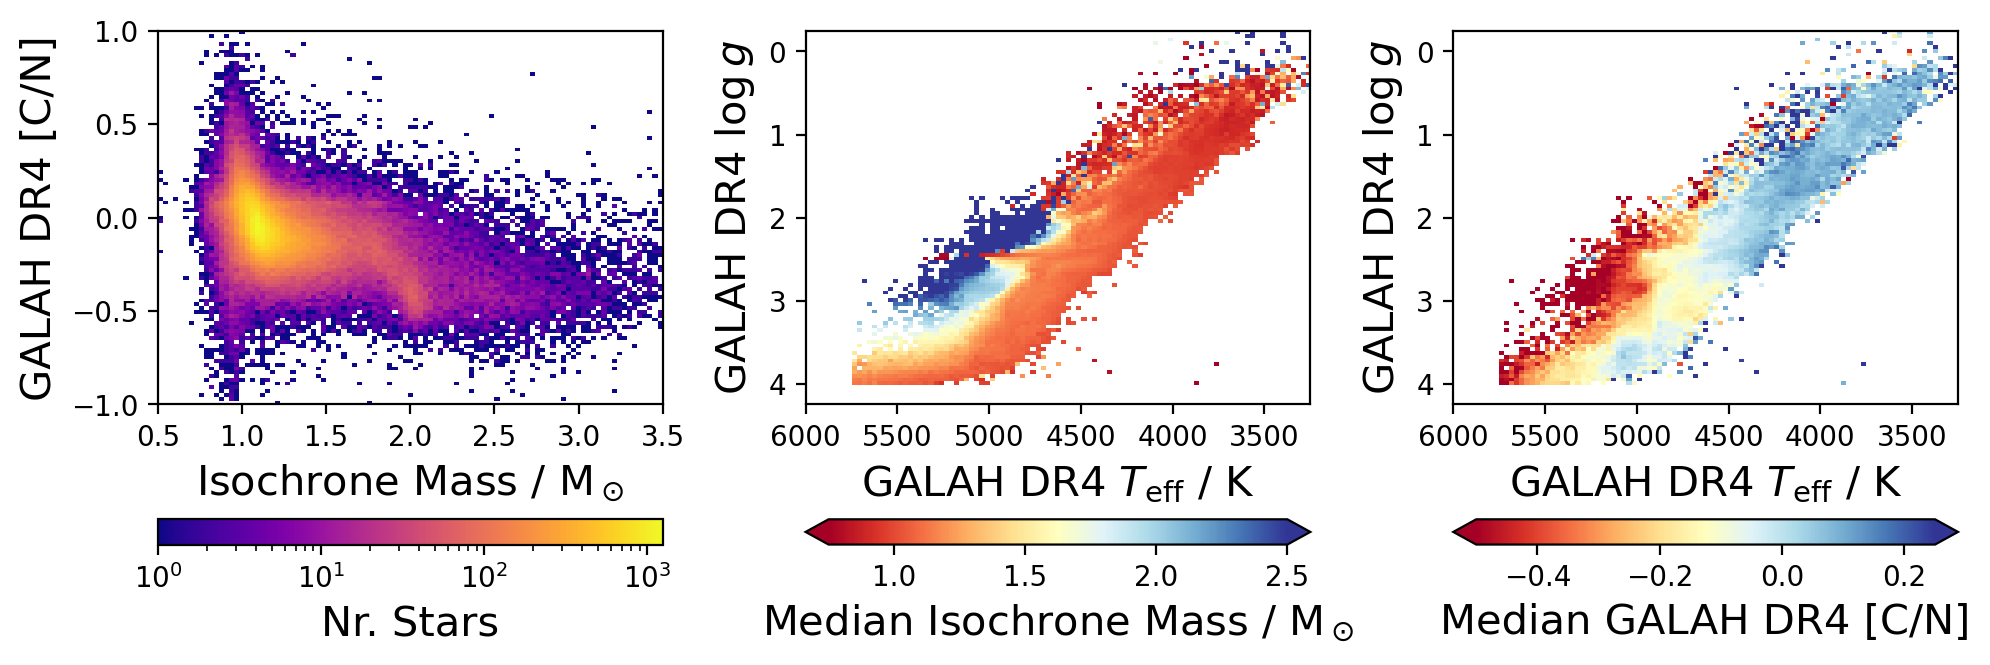 GALAH DR4 [C/N]
1.0
0.5
0.0
−0.5
−1.0
0.5 1.0 1.5 2.0 2.5 3.0 3.5
Isochrone Mass / M⊙
10⁰ 10¹ 10² 10³
Nr. Stars
GALAH DR4 log g
0
1
2
3
4
6000 5500 5000 4500 4000 3500
GALAH DR4 Teff / K
1.0 1.5 2.0 2.5
Median Isochrone Mass / M⊙
GALAH DR4 log g
0
1
2
3
4
6000 5500 5000 4500 4000 3500
GALAH DR4 Teff / K
−0.4 −0.2 0.0 0.2
Median GALAH DR4 [C/N]